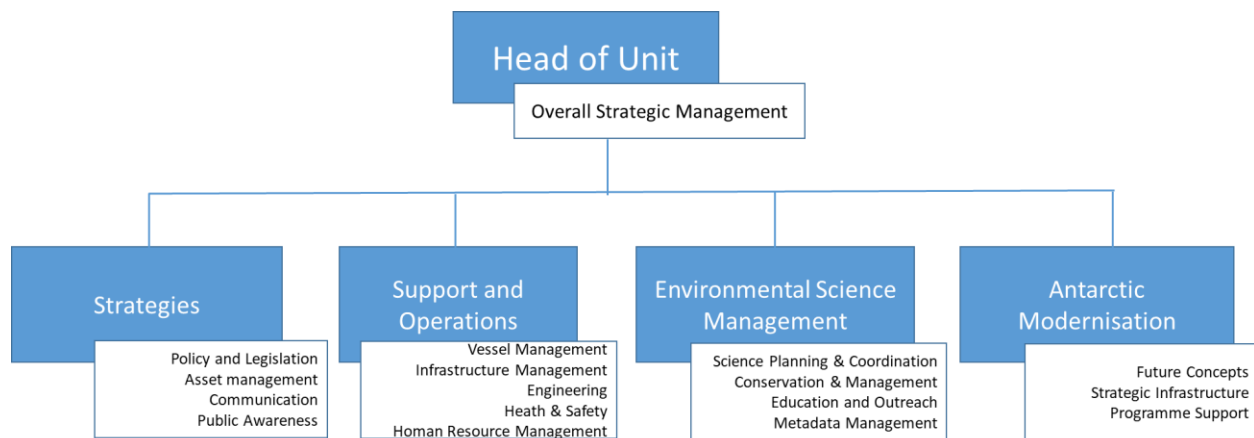 Head of Unit
Overall Strategic Management
Strategies
Policy and Legislation
Asset management
Communication
Public Awareness
Support and
Operations
Vessel Management
Infrastructure Management
Engineering
Heath & Safety
Human Resource Management
Environmental Science
Management
Science Planning & Coordination
Conservation & Management
Education and Outreach
Metadata Management
Antarctic
Modernisation
Future Concepts
Strategic Infrastructure
Programme Support